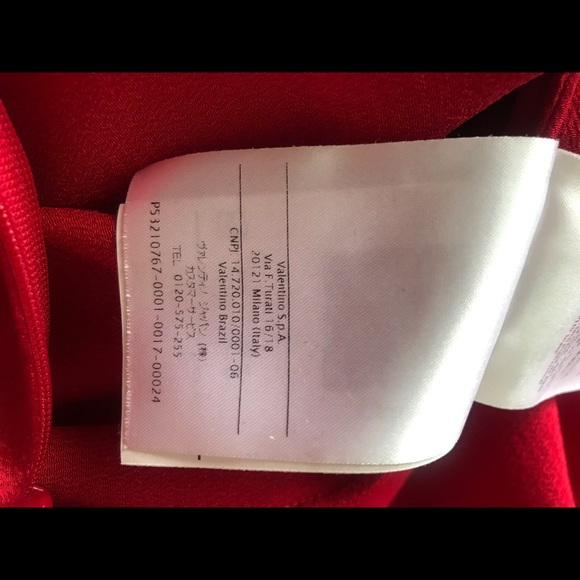 Valentino S.p.A.
Via F. Turati 16/18
20121 Milano (Italy)
CNPJ 14.720.010/0001-06
Valentino Brazil
ヴァレンティノ ジャパン (株)
カスタマーサービス
TEL 0120-575-255
P53210767-0001-0017-00024